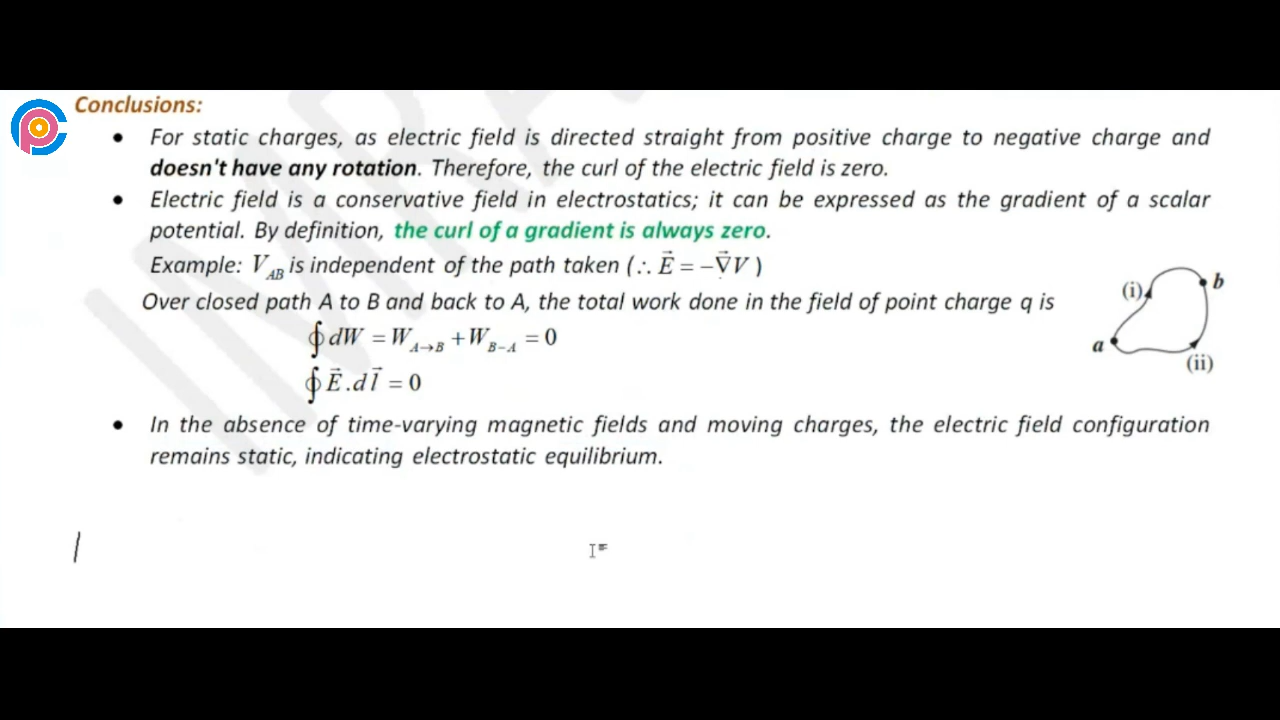 Conclusions:
• For static charges, as electric field is directed straight from positive charge to negative charge and
doesn't have any rotation. Therefore, the curl of the electric field is zero.
• Electric field is a conservative field in electrostatics; it can be expressed as the gradient of a scalar
potential. By definition, the curl of a gradient is always zero.
Example: V_AB is independent of the path taken (∴ E⃗ = −∇⃗V)
Over closed path A to B and back to A, the total work done in the field of point charge q is
∮dW = W_A→B + W_B−A = 0
∮E⃗.dl⃗ = 0
(i)
b
a
(ii)
• In the absence of time-varying magnetic fields and moving charges, the electric field configuration
remains static, indicating electrostatic equilibrium.